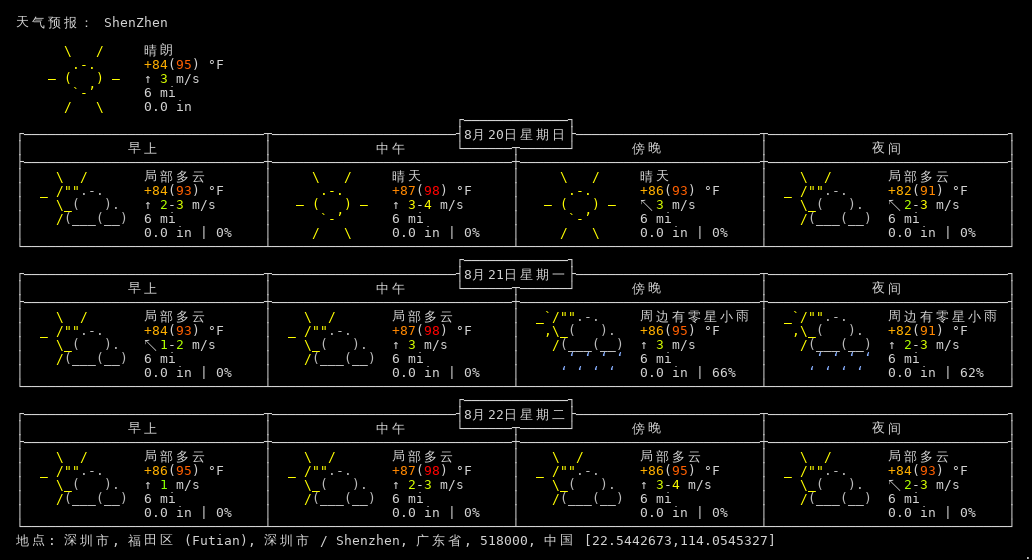 天气预报： ShenZhen
晴朗
+84(95) °F
↑ 3 m/s
6 mi
0.0 in
8月20日星期日
早上 中午 傍晚 夜间
局部多云 晴天 晴天 局部多云
+84(93) °F +87(98) °F +86(93) °F +82(91) °F
↑ 2-3 m/s ↑ 3-4 m/s ↖ 3 m/s ↖ 2-3 m/s
6 mi 6 mi 6 mi 6 mi
0.0 in | 0% 0.0 in | 0% 0.0 in | 0% 0.0 in | 0%
8月21日星期一
早上 中午 傍晚 夜间
局部多云 局部多云 周边有零星小雨 周边有零星小雨
+84(93) °F +87(98) °F +86(95) °F +82(91) °F
↖ 1-2 m/s ↑ 3 m/s ↑ 3 m/s ↑ 2-3 m/s
6 mi 6 mi 6 mi 6 mi
0.0 in | 0% 0.0 in | 0% 0.0 in | 66% 0.0 in | 62%
8月22日星期二
早上 中午 傍晚 夜间
局部多云 局部多云 局部多云 局部多云
+86(95) °F +87(98) °F +86(95) °F +84(93) °F
↑ 1 m/s ↑ 2-3 m/s ↑ 3-4 m/s ↖ 2-3 m/s
6 mi 6 mi 6 mi 6 mi
0.0 in | 0% 0.0 in | 0% 0.0 in | 0% 0.0 in | 0%
地点: 深圳市, 福田区 (Futian), 深圳市 / Shenzhen, 广东省, 518000, 中国 [22.5442673,114.0545327]